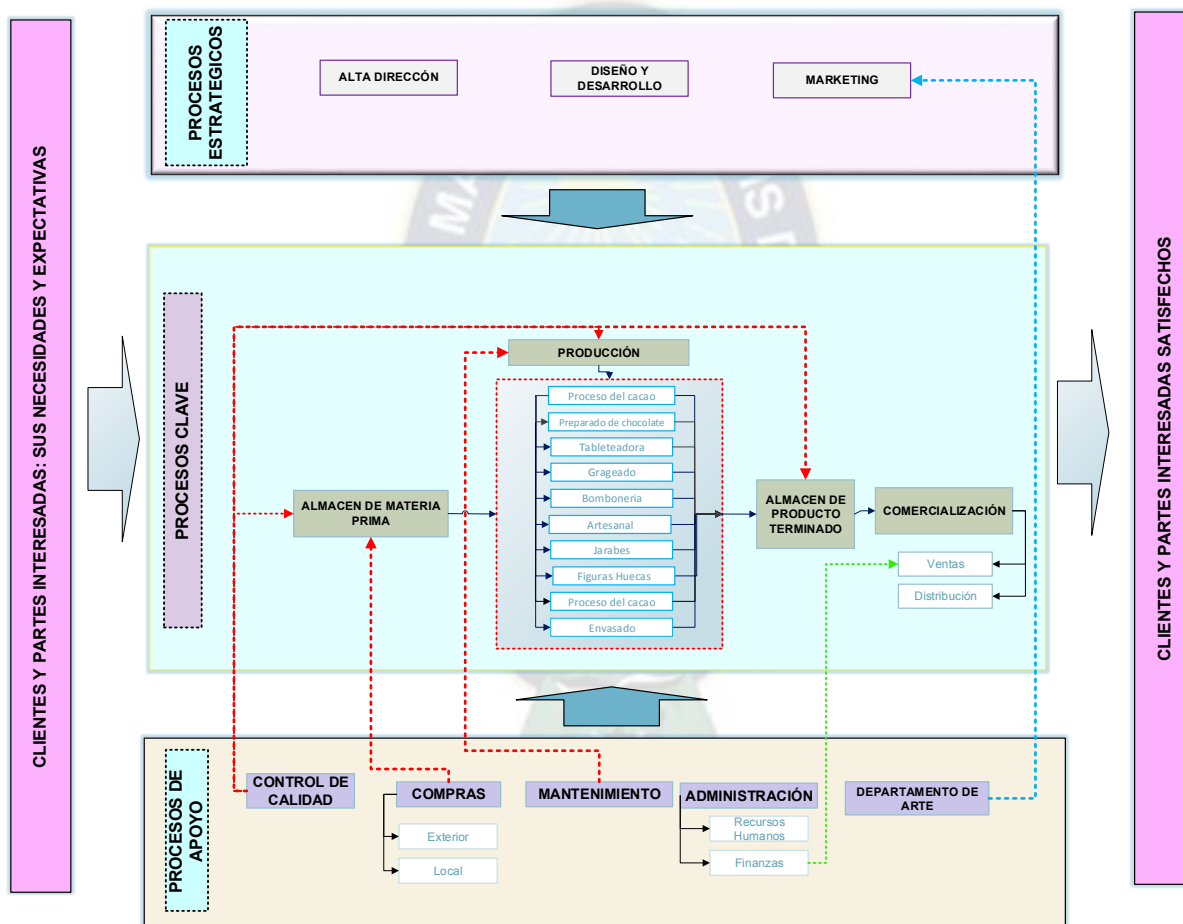 CLIENTES Y PARTES INTERESADAS: SUS NECESIDADES Y EXPECTATIVAS
PROCESOS
ESTRATEGICOS
ALTA DIRECCÓN
DISEÑO Y
DESARROLLO
MARKETING
MA
AS
PROCESOS CLAVE
PRODUCCIÓN
Proceso del cacao
Preparado de chocolate
Tableteadora
Grageado
Bomboneria
Artesanal
Jarabes
Figuras Huecas
Proceso del cacao
Envasado
ALMACEN DE MATERIA
PRIMA
ALMACEN DE
PRODUCTO
TERMINADO
COMERCIALIZACIÓN
Ventas
Distribución
PROCESOS DE
APOYO
CONTROL DE
CALIDAD
COMPRAS
Exterior
Local
MANTENIMIENTO
ADMINISTRACIÓN
Recursos
Humanos
Finanzas
DEPARTAMENTO DE
ARTE
CLIENTES Y PARTES INTERESADAS SATISFECHOS